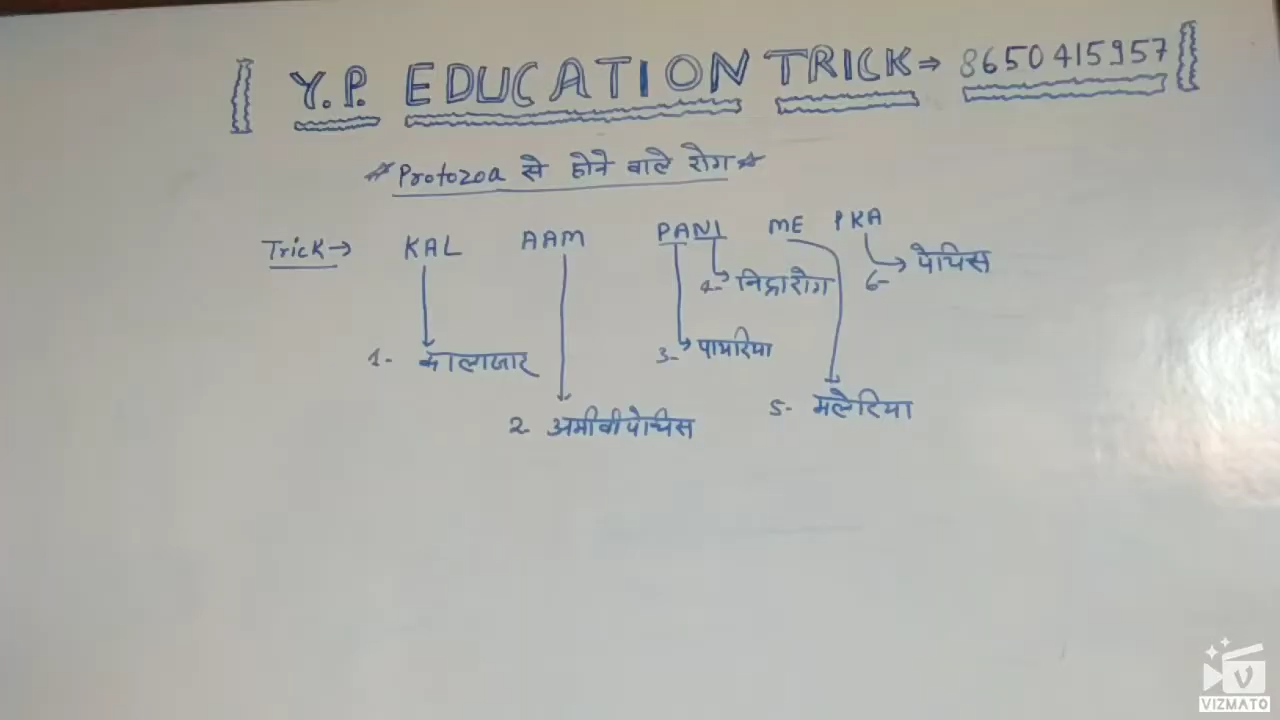 Y.P. EDUCATION TRICK → 8650415957
* Protozoa से होने वाले रोग *
Trick → KAL AAM PANI ME PKA
6- पेचिस
4- निद्रारोग
3- पायरिया
1- कालाजार
5- मलेरिया
2- अमीबीपेचिस
VIZMATO